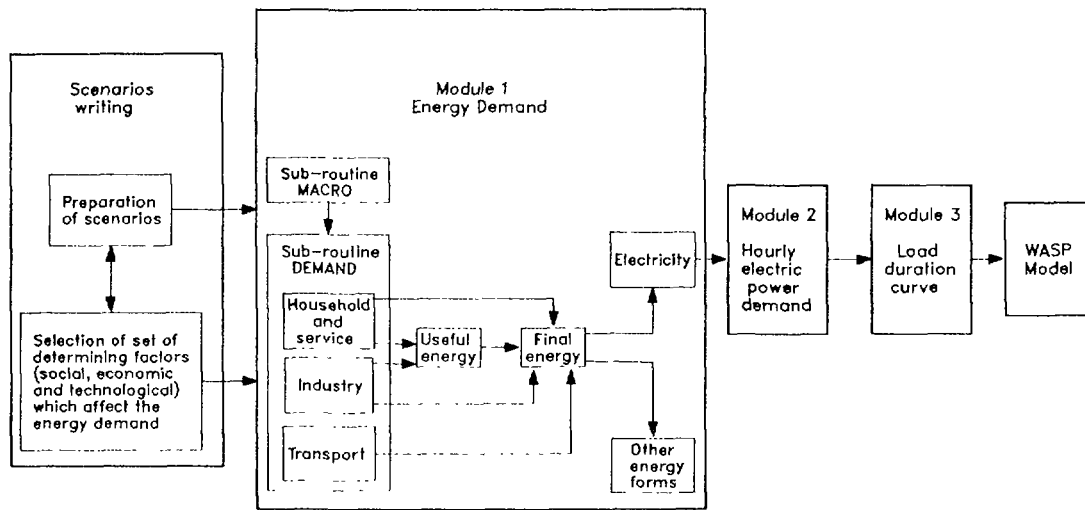 Scenarios
writing
Preparation
of scenarios
Selection of set of
determining factors
(social, economic
and technological)
which affect the
energy demand
Module 1
Energy Demand
Sub-routine
MACRO
Sub-routine
DEMAND
Household
and
service
Industry
Transport
Useful
energy
Final
energy
Electricity
Other
energy
forms
Module 2
Hourly
electric
power
demand
Module 3
Load
duration
curve
WASP
Model